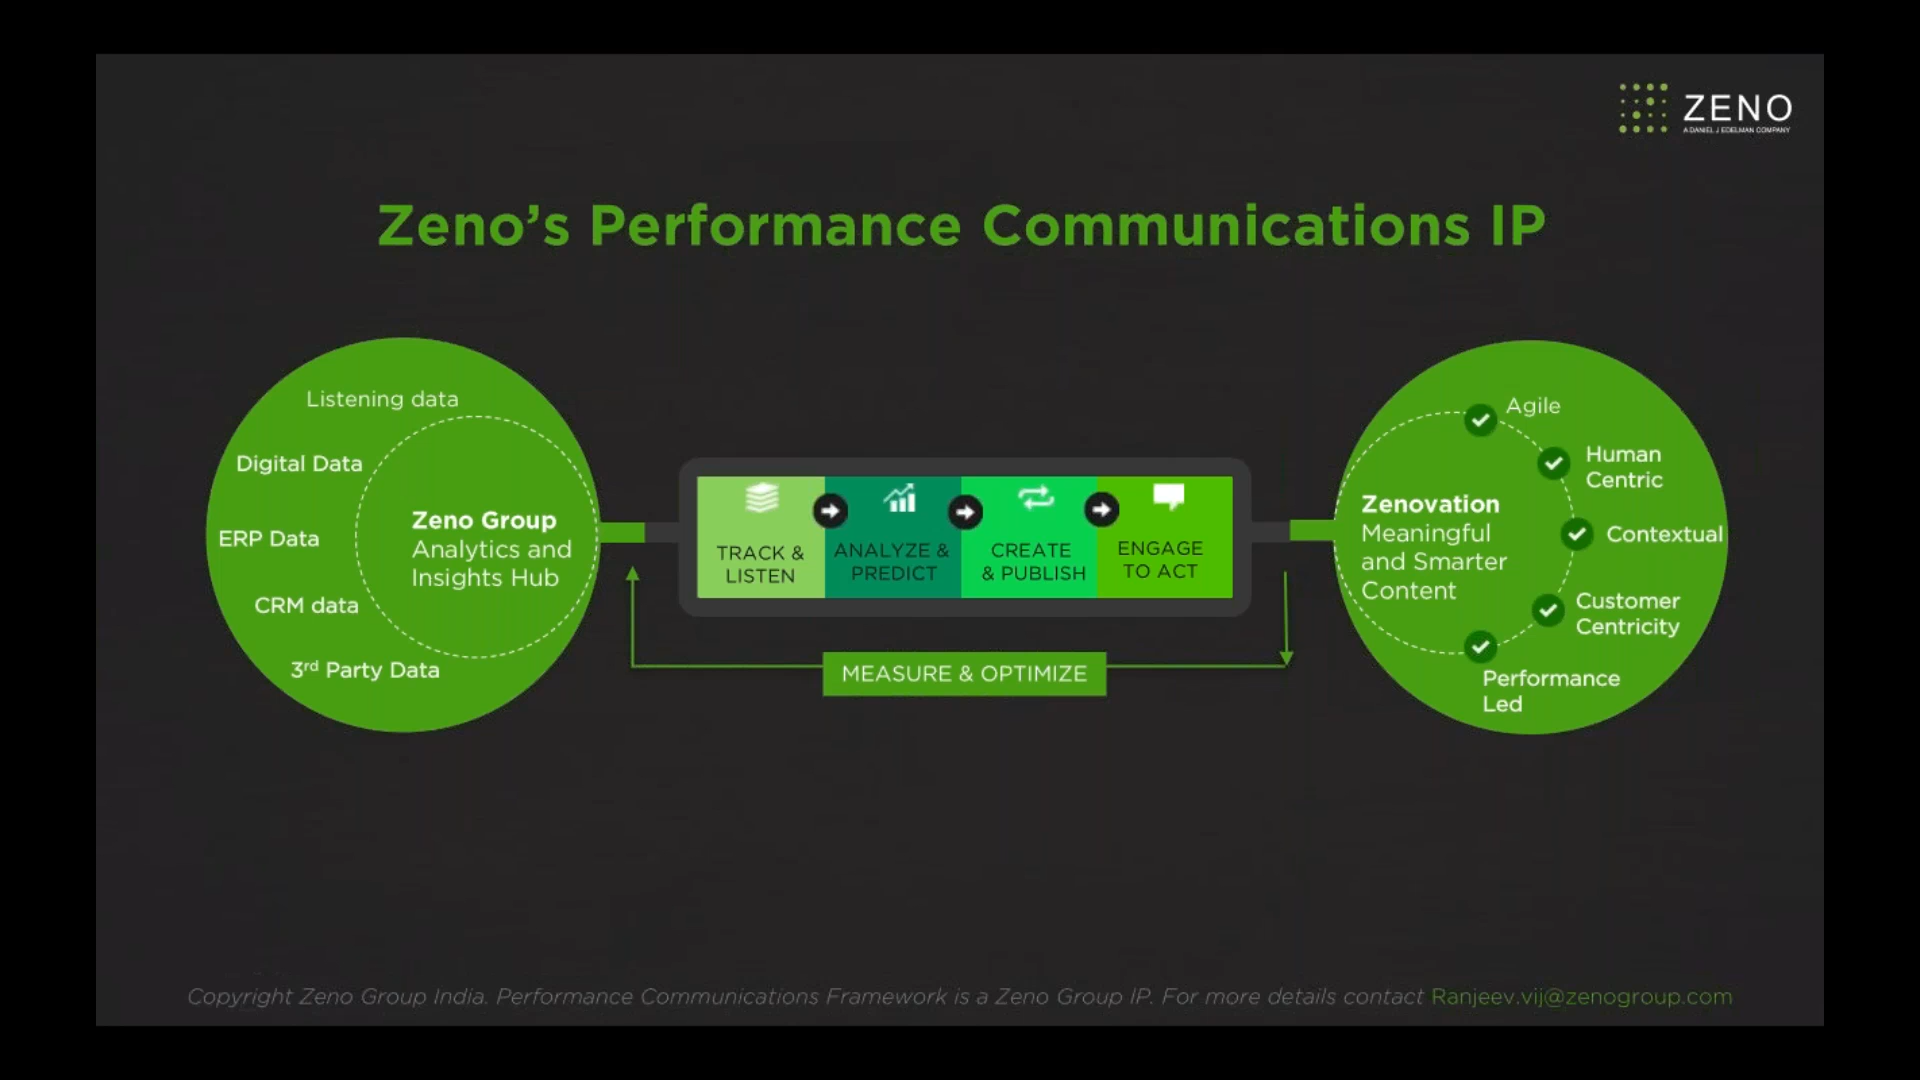 ZENO
A DANIEL J EDELMAN COMPANY
Zeno's Performance Communications IP
Listening data
Digital Data
ERP Data
CRM data
3rd Party Data
Zeno Group
Analytics and
Insights Hub
TRACK &
LISTEN
ANALYZE &
PREDICT
CREATE
& PUBLISH
ENGAGE
TO ACT
MEASURE & OPTIMIZE
Zenovation
Meaningful
and Smarter
Content
Agile
Human
Centric
Contextual
Customer
Centricity
Performance
Led
Copyright Zeno Group India. Performance Communications Framework is a Zeno Group IP. For more details contact Ranjeev.vij@zenogroup.com